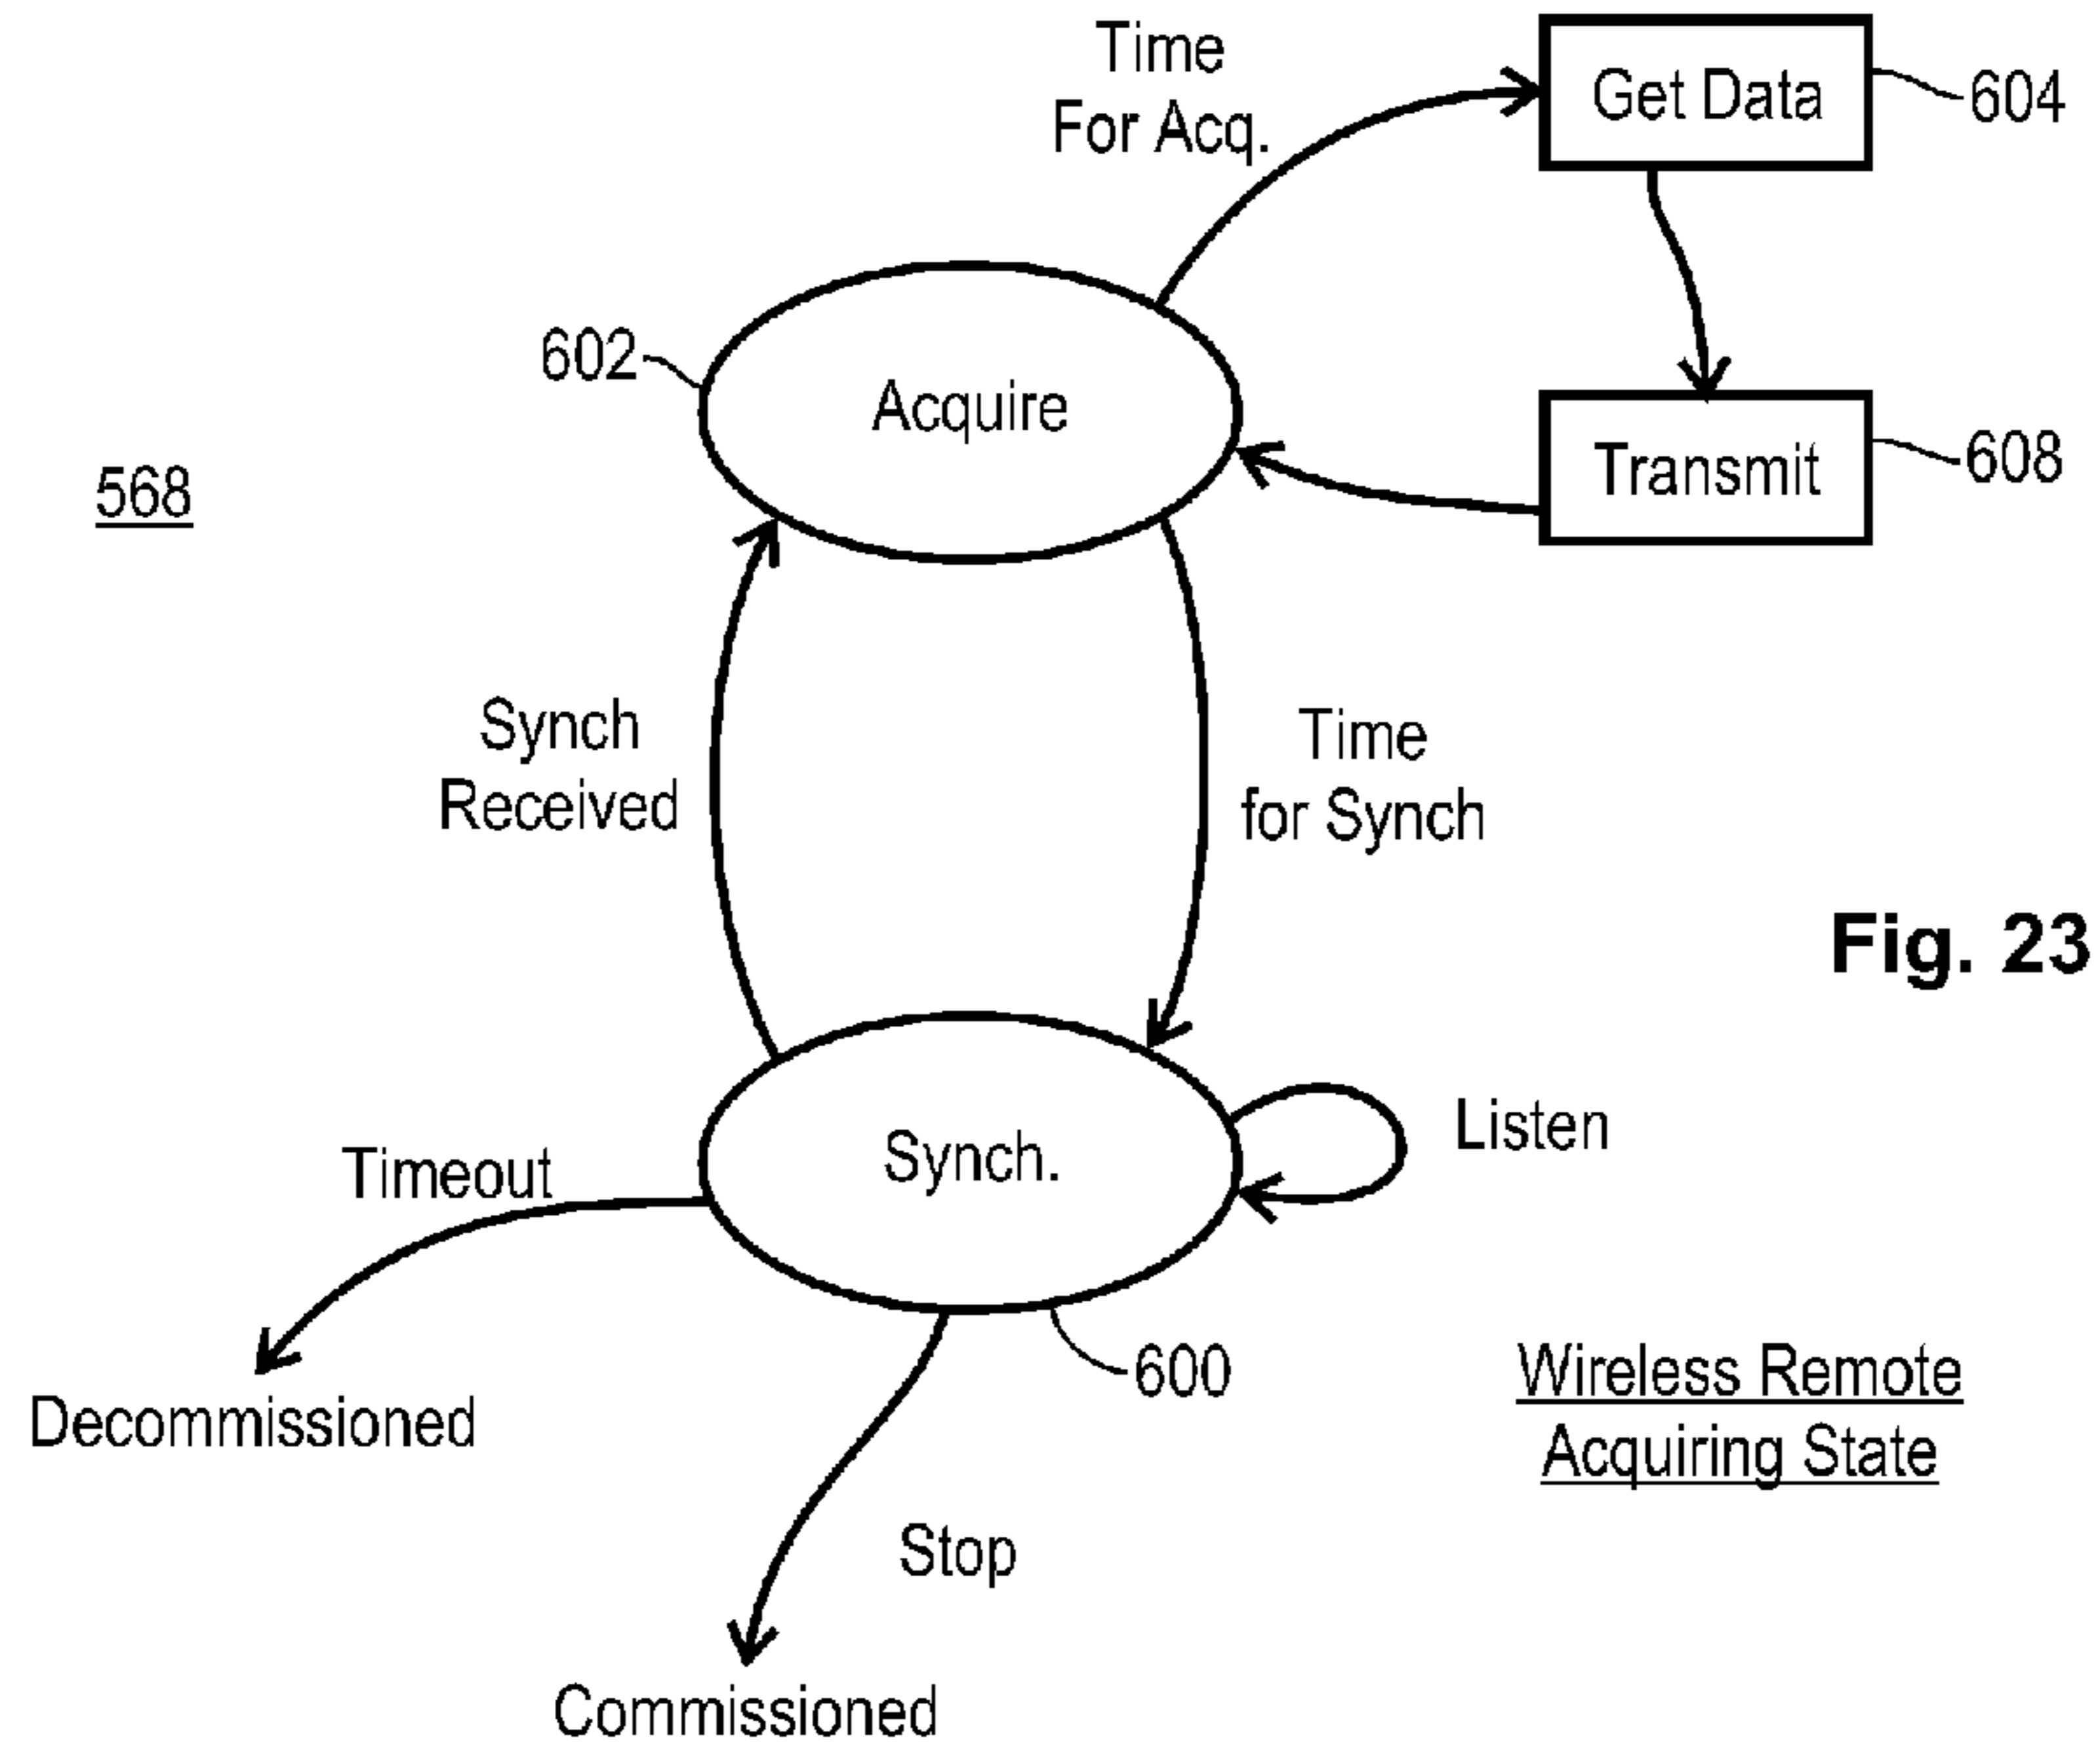 Time
For Acq.
Get Data
604
602
Acquire
568
Transmit
608
Synch
Received
Time
for Synch
Fig. 23
Synch.
Listen
Timeout
600
Decommissioned
Wireless Remote
Acquiring State
Stop
Commissioned